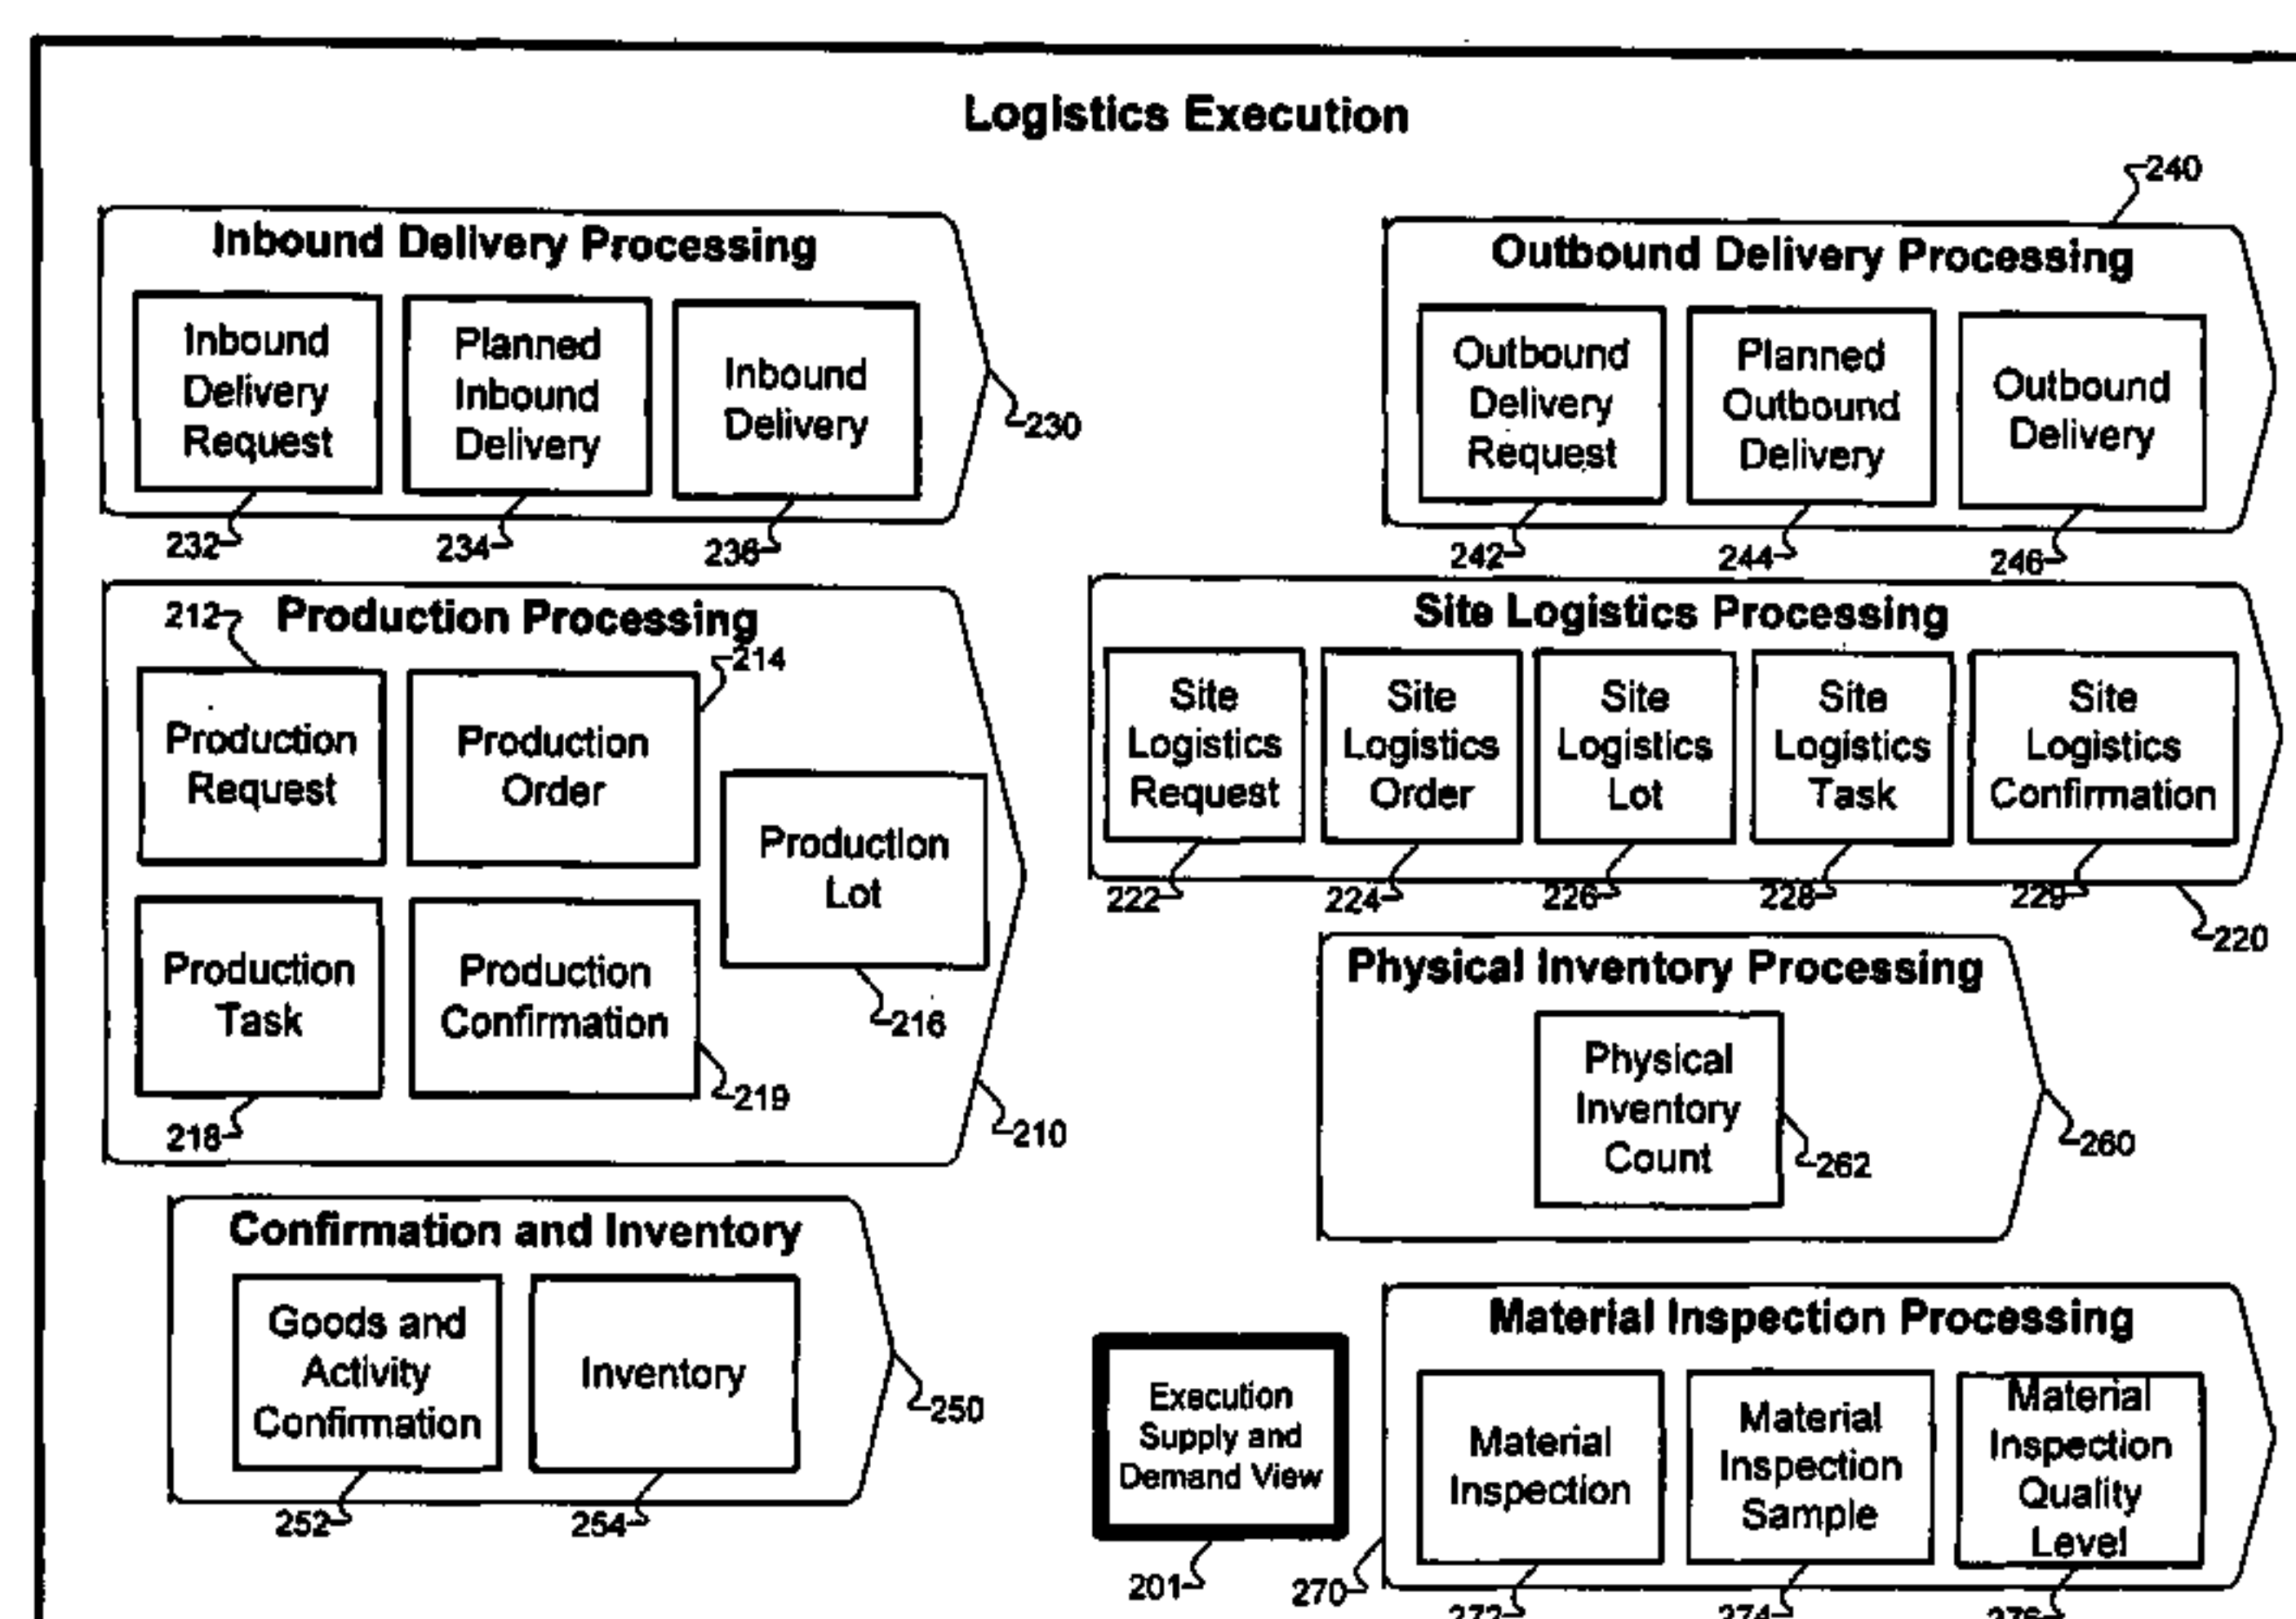 Logistics Execution
240
Inbound Delivery Processing
Inbound
Delivery
Request
Planned
Inbound
Delivery
Inbound
Delivery
230
232
234
236
Outbound Delivery Processing
Outbound
Delivery
Request
Planned
Outbound
Delivery
Outbound
Delivery
242
244
246
212
Production Processing
214
Production
Request
Production
Order
Production
Lot
Production
Task
Production
Confirmation
216
219
218
210
Site Logistics Processing
Site
Logistics
Request
Site
Logistics
Order
Site
Logistics
Lot
Site
Logistics
Task
Site
Logistics
Confirmation
222
224
226
228
229
220
Physical Inventory Processing
Physical
Inventory
Count
262
260
Confirmation and Inventory
Goods and
Activity
Confirmation
Inventory
250
252
254
Execution
Supply and
Demand View
201
Material Inspection Processing
Material
Inspection
Material
Inspection
Sample
Material
Inspection
Quality
Level
270
272
274
276